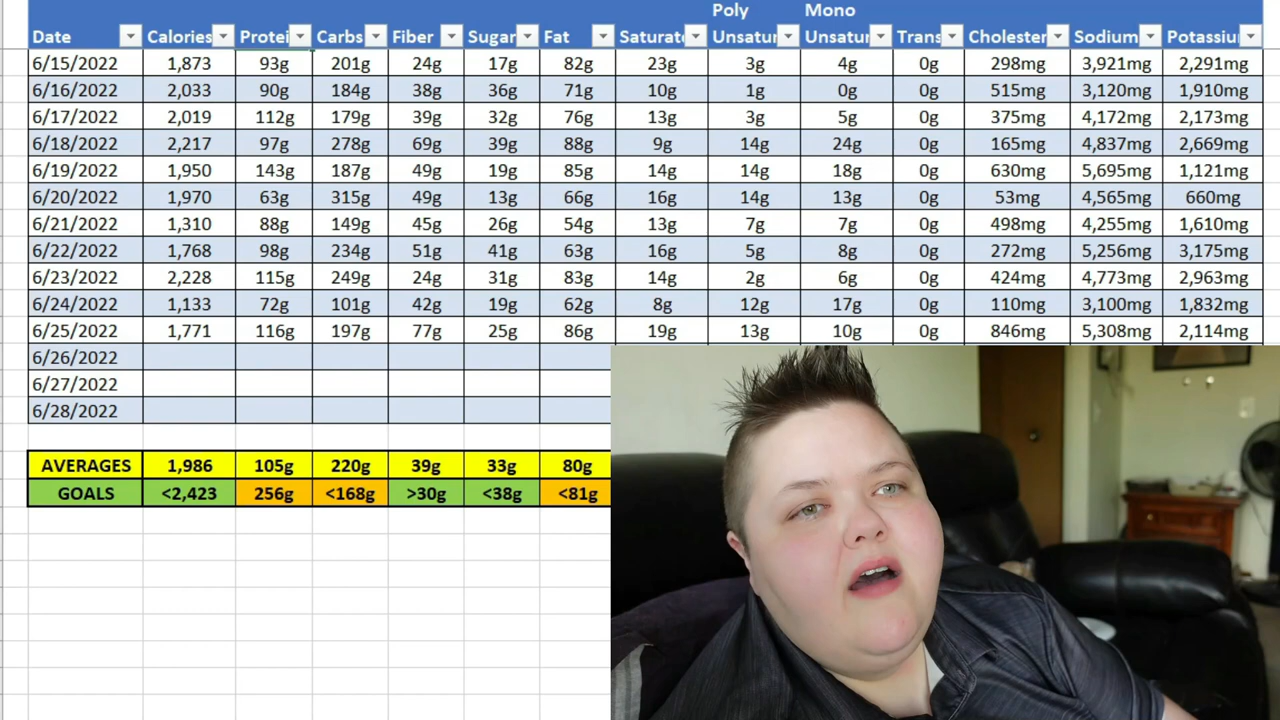 Poly Mono
Date Calories Protei Carbs Fiber Sugar Fat Saturate Unsatur Unsatur Trans Cholester Sodium Potassiu
6/15/2022 1,873 93g 201g 24g 17g 82g 23g 3g 4g 0g 298mg 3,921mg 2,291mg
6/16/2022 2,033 90g 184g 38g 36g 71g 10g 1g 0g 0g 515mg 3,120mg 1,910mg
6/17/2022 2,019 112g 179g 39g 32g 76g 13g 3g 5g 0g 375mg 4,172mg 2,173mg
6/18/2022 2,217 97g 278g 69g 39g 88g 9g 14g 24g 0g 165mg 4,837mg 2,669mg
6/19/2022 1,950 143g 187g 49g 19g 85g 14g 14g 18g 0g 630mg 5,695mg 1,121mg
6/20/2022 1,970 63g 315g 49g 13g 66g 16g 14g 13g 0g 53mg 4,565mg 660mg
6/21/2022 1,310 88g 149g 45g 26g 54g 13g 7g 7g 0g 498mg 4,255mg 1,610mg
6/22/2022 1,768 98g 234g 51g 41g 63g 16g 5g 8g 0g 272mg 5,256mg 3,175mg
6/23/2022 2,228 115g 249g 24g 31g 83g 14g 2g 6g 0g 424mg 4,773mg 2,963mg
6/24/2022 1,133 72g 101g 42g 19g 62g 8g 12g 17g 0g 110mg 3,100mg 1,832mg
6/25/2022 1,771 116g 197g 77g 25g 86g 19g 13g 10g 0g 846mg 5,308mg 2,114mg
6/26/2022
6/27/2022
6/28/2022
AVERAGES 1,986 105g 220g 39g 33g 80g
GOALS <2,423 256g <168g >30g <38g <81g